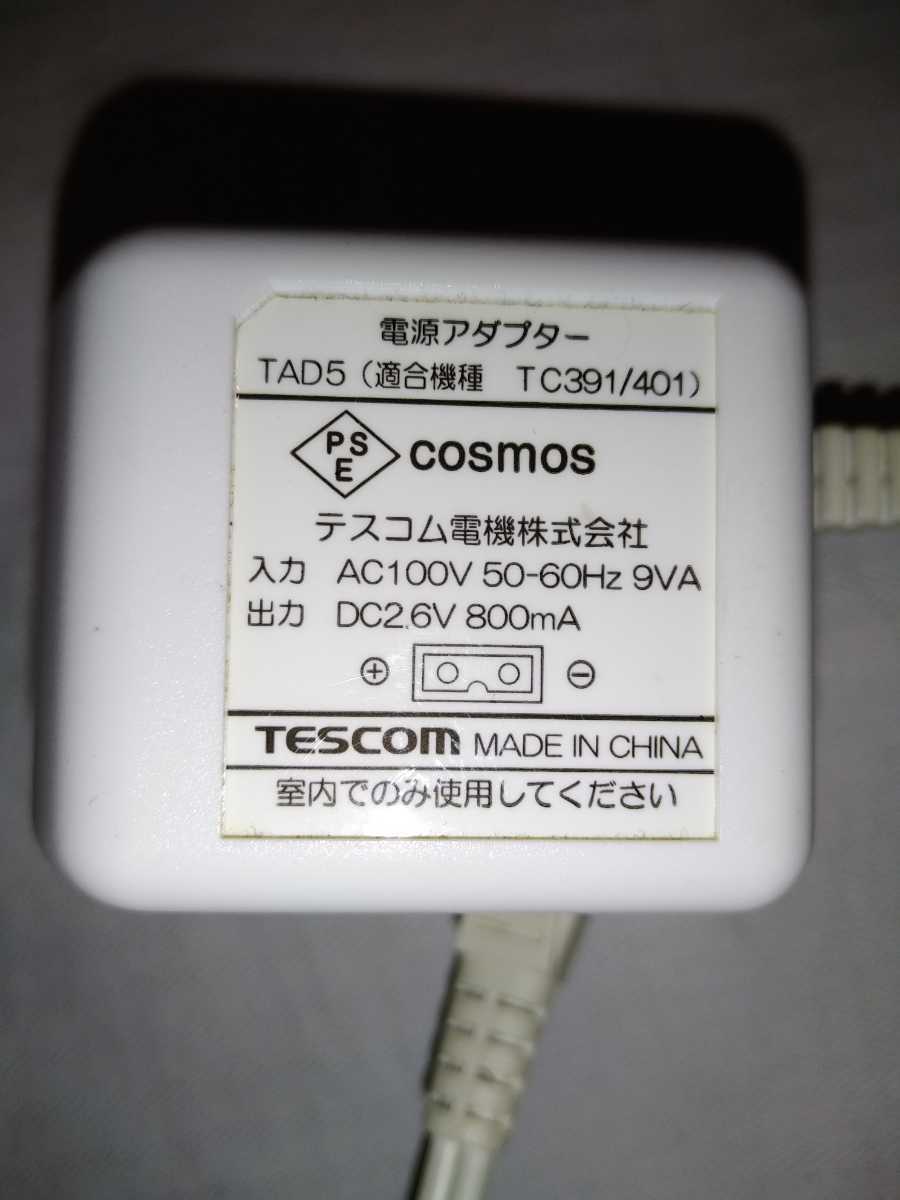 電源アダプター
TAD5（適合機種　TC391/401）
PSE cosmos
テスコム電機株式会社
入力　AC100V 50-60Hz 9VA
出力　DC2.6V 800mA
⊕ ⊖
TESCOM MADE IN CHINA
室内でのみ使用してください